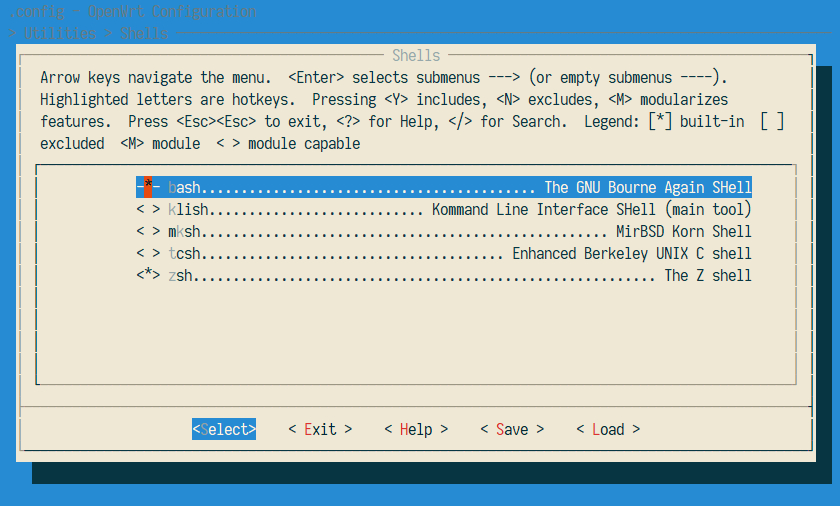 .config - OpenWrt Configuration
> Utilities > Shells
Shells
Arrow keys navigate the menu.  <Enter> selects submenus ---> (or empty submenus ----).
Highlighted letters are hotkeys.  Pressing <Y> includes, <N> excludes, <M> modularizes
features.  Press <Esc><Esc> to exit, <?> for Help, </> for Search.  Legend: [*] built-in  [ ]
excluded  <M> module  < > module capable
-*- bash.......................................... The GNU Bourne Again SHell
< > klish........................... Kommand Line Interface SHell (main tool)
< > mksh...................................................... MirBSD Korn Shell
< > tcsh...................................... Enhanced Berkeley UNIX C shell
<*> zsh.......................................................... The Z shell
<Select>    < Exit >    < Help >    < Save >    < Load >